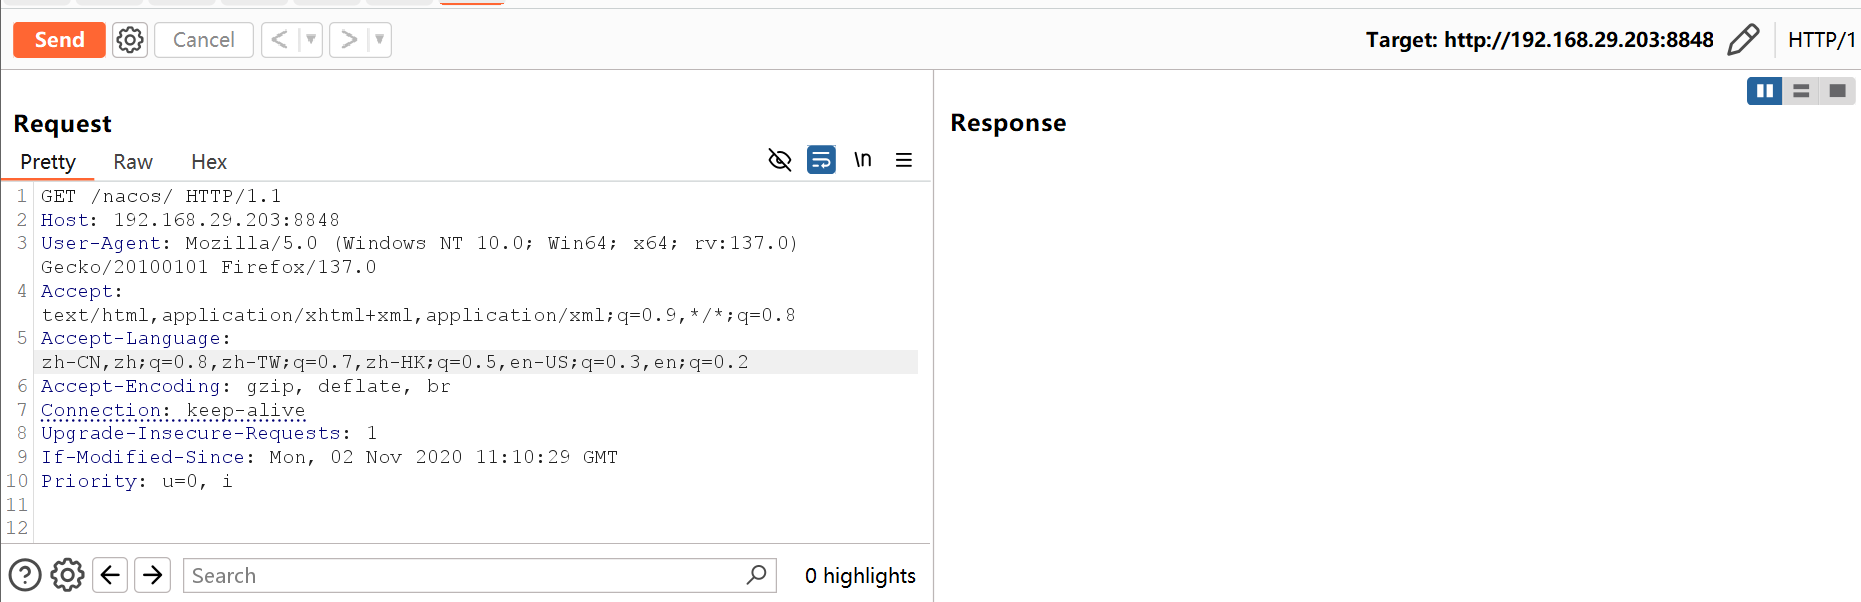 Send
Cancel
Target: http://192.168.29.203:8848
HTTP/1
Request
Response
Pretty
Raw
Hex
\n
1 GET /nacos/ HTTP/1.1
2 Host: 192.168.29.203:8848
3 User-Agent: Mozilla/5.0 (Windows NT 10.0; Win64; x64; rv:137.0)
Gecko/20100101 Firefox/137.0
4 Accept:
text/html,application/xhtml+xml,application/xml;q=0.9,*/*;q=0.8
5 Accept-Language:
zh-CN,zh;q=0.8,zh-TW;q=0.7,zh-HK;q=0.5,en-US;q=0.3,en;q=0.2
6 Accept-Encoding: gzip, deflate, br
7 Connection: keep-alive
8 Upgrade-Insecure-Requests: 1
9 If-Modified-Since: Mon, 02 Nov 2020 11:10:29 GMT
10 Priority: u=0, i
11
12
Search
0 highlights